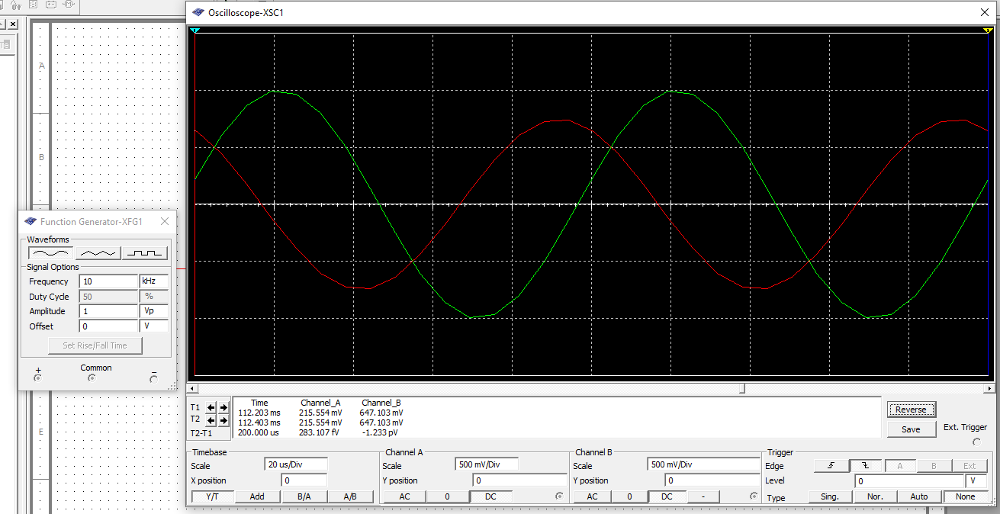 Oscilloscope-XSC1
1
2
Te
A
B
E
Function Generator-XFG1
Waveforms
Signal Options
Frequency 10 kHz
Duty Cycle 50 %
Amplitude 1 Vp
Offset 0 V
Set Rise/Fall Time
+ Common −
Time Channel_A Channel_B
T1 112.203 ms 215.554 mV 647.103 mV
T2 112.403 ms 215.554 mV 647.103 mV
T2-T1 200.000 us 283.107 fV -1.233 pV
Reverse
Save
Ext. Trigger
Timebase
Scale 20 us/Div
X position 0
Y/T Add B/A A/B
Channel A
Scale 500 mV/Div
Y position 0
AC 0 DC
Channel B
Scale 500 mV/Div
Y position 0
AC 0 DC -
Trigger
Edge A B Ext
Level 0 V
Type Sing. Nor. Auto None